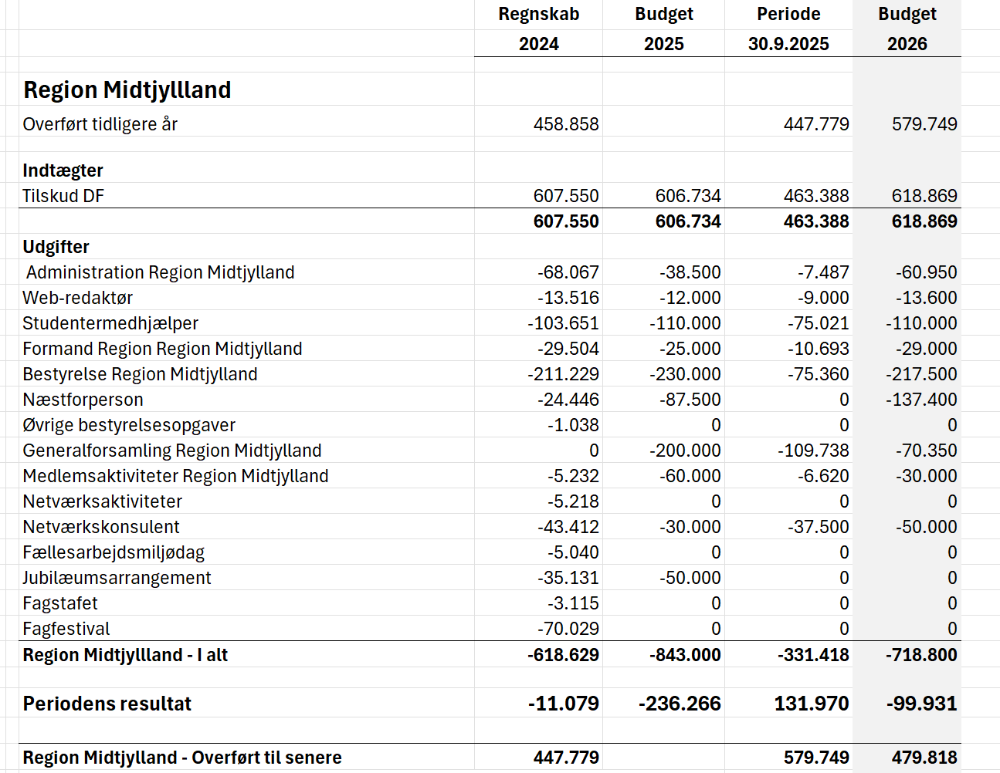 Regnskab Budget Periode Budget
2024 2025 30.9.2025 2026
Region Midtjyllland
Overført tidligere år 458.858 447.779 579.749
Indtægter
Tilskud DF 607.550 606.734 463.388 618.869
607.550 606.734 463.388 618.869
Udgifter
Administration Region Midtjylland -68.067 -38.500 -7.487 -60.950
Web-redaktør -13.516 -12.000 -9.000 -13.600
Studentermedhjælper -103.651 -110.000 -75.021 -110.000
Formand Region Region Midtjylland -29.504 -25.000 -10.693 -29.000
Bestyrelse Region Midtjylland -211.229 -230.000 -75.360 -217.500
Næstforperson -24.446 -87.500 0 -137.400
Øvrige bestyrelsesopgaver -1.038 0 0 0
Generalforsamling Region Midtjylland 0 -200.000 -109.738 -70.350
Medlemsaktiviteter Region Midtjylland -5.232 -60.000 -6.620 -30.000
Netværksaktiviteter -5.218 0 0 0
Netværkskonsulent -43.412 -30.000 -37.500 -50.000
Fællesarbejdsmiljødag -5.040 0 0 0
Jubilæumsarrangement -35.131 -50.000 0 0
Fagstafet -3.115 0 0 0
Fagfestival -70.029 0 0 0
Region Midtjyllland - I alt -618.629 -843.000 -331.418 -718.800
Periodens resultat -11.079 -236.266 131.970 -99.931
Region Midtjylland - Overført til senere 447.779 579.749 479.818